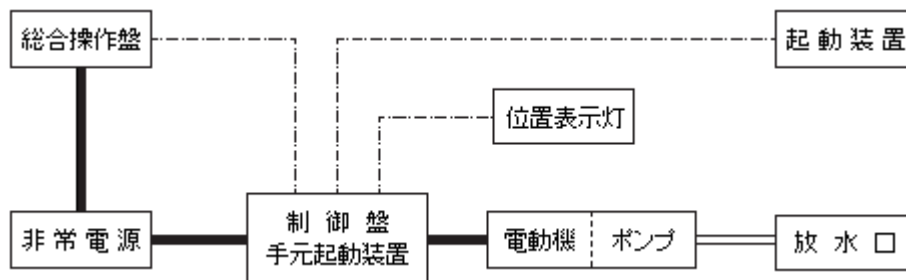 総合操作盤
起動装置
位置表示灯
非常電源
制御盤
手元起動装置
電動機
ポンプ
放水口